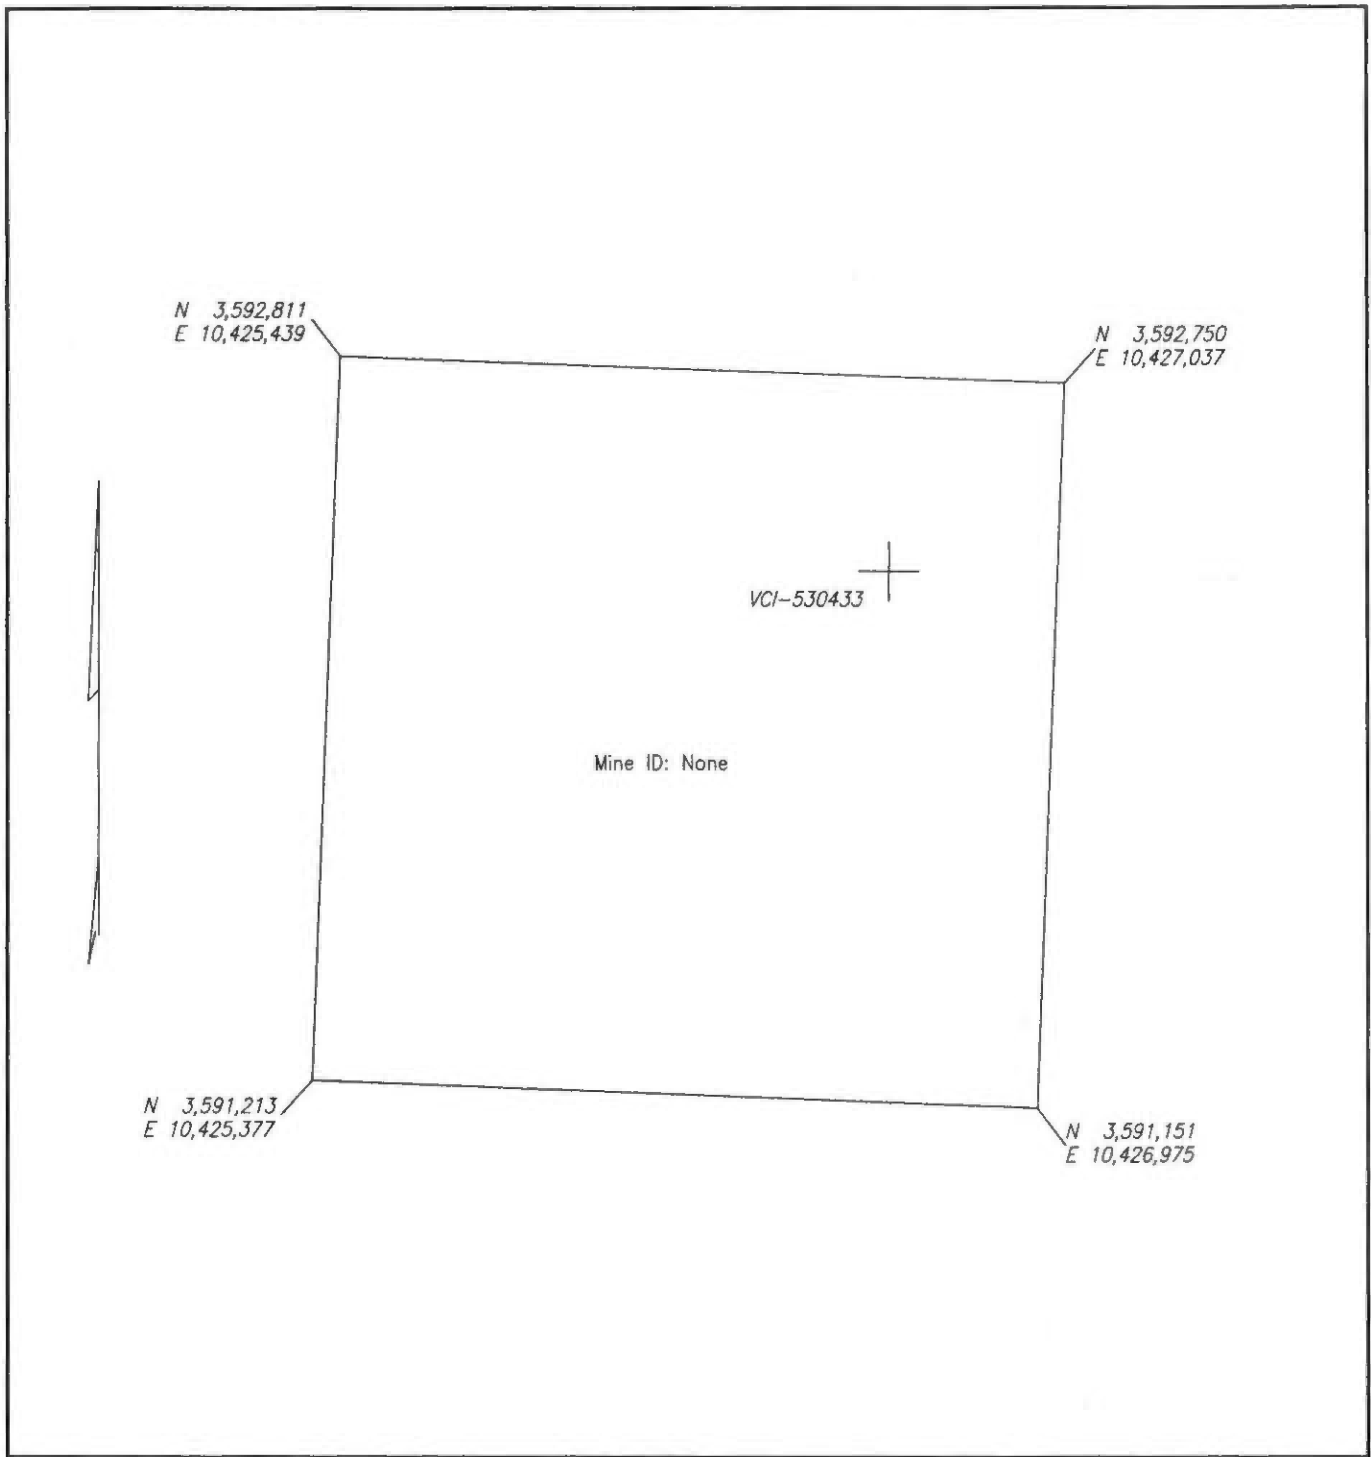 N 3,592,811
E 10,425,439
N 3,592,750
E 10,427,037
VCI-530433
Mine ID: None
N 3,591,213
E 10,425,377
N 3,591,151
E 10,426,975